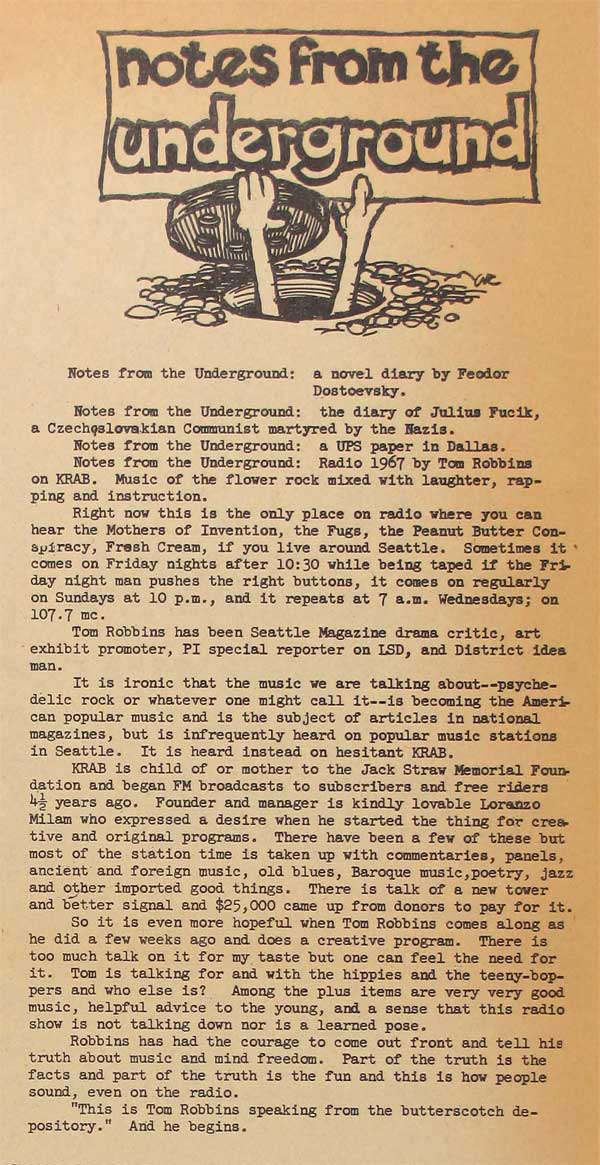 notes from the
underground
WR
Notes from the Underground: a novel diary by Feodor
Dostoevsky.
Notes from the Underground: the diary of Julius Fucik,
a Czechoslovakian Communist martyred by the Nazis.
Notes from the Underground: a UPS paper in Dallas.
Notes from the Underground: Radio 1967 by Tom Robbins
on KRAB. Music of the flower rock mixed with laughter, rap-
ping and instruction.
Right now this is the only place on radio where you can
hear the Mothers of Invention, the Fugs, the Peanut Butter Con-
spiracy, Fresh Cream, if you live around Seattle. Sometimes it
comes on Friday nights after 10:30 while being taped if the Fri-
day night man pushes the right buttons, it comes on regularly
on Sundays at 10 p.m., and it repeats at 7 a.m. Wednesdays; on
107.7 mc.
Tom Robbins has been Seattle Magazine drama critic, art
exhibit promoter, PI special reporter on LSD, and District idea
man.
It is ironic that the music we are talking about--psyche-
delic rock or whatever one might call it--is becoming the Ameri-
can popular music and is the subject of articles in national
magazines, but is infrequently heard on popular music stations
in Seattle. It is heard instead on hesitant KRAB.
KRAB is child of or mother to the Jack Straw Memorial Foun-
dation and began FM broadcasts to subscribers and free riders
4½ years ago. Founder and manager is kindly lovable Loranzo
Milam who expressed a desire when he started the thing for crea-
tive and original programs. There have been a few of these but
most of the station time is taken up with commentaries, panels,
ancient and foreign music, old blues, Baroque music,poetry, jazz
and other imported good things. There is talk of a new tower
and better signal and $25,000 came up from donors to pay for it.
So it is even more hopeful when Tom Robbins comes along as
he did a few weeks ago and does a creative program. There is
too much talk on it for my taste but one can feel the need for
it. Tom is talking for and with the hippies and the teeny-bop-
pers and who else is? Among the plus items are very very good
music, helpful advice to the young, and a sense that this radio
show is not talking down nor is a learned pose.
Robbins has had the courage to come out front and tell his
truth about music and mind freedom. Part of the truth is the
facts and part of the truth is the fun and this is how people
sound, even on the radio.
"This is Tom Robbins speaking from the butterscotch de-
pository." And he begins.